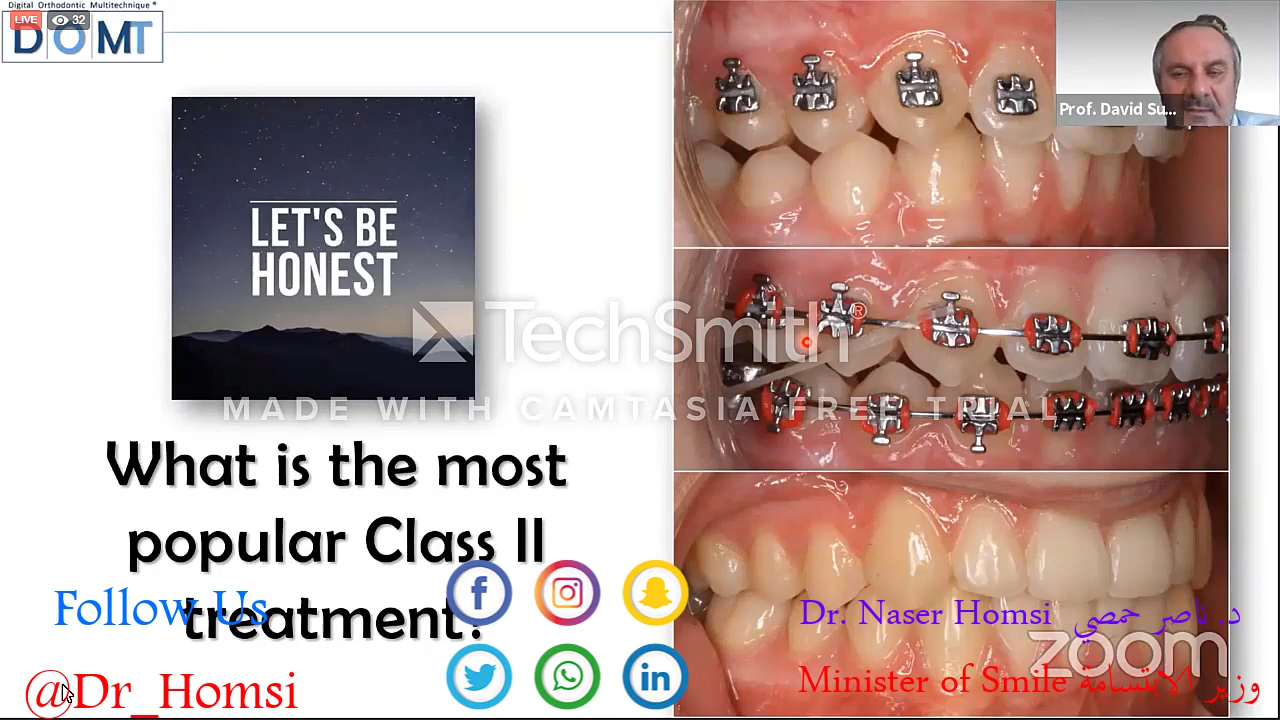 Digital Orthodontic Multitechnique®
LIVE 32
DOMT
Prof. David Su...
LET'S BE
HONEST
TechSmith®
MADE WITH CAMTASIA FREE TRIAL
What is the most
popular Class II
treatment?
Follow Us
@Dr_Homsi
Dr. Naser Homsi د. ناصر حمصي
zoom
Minister of Smile وزير الابتسامة